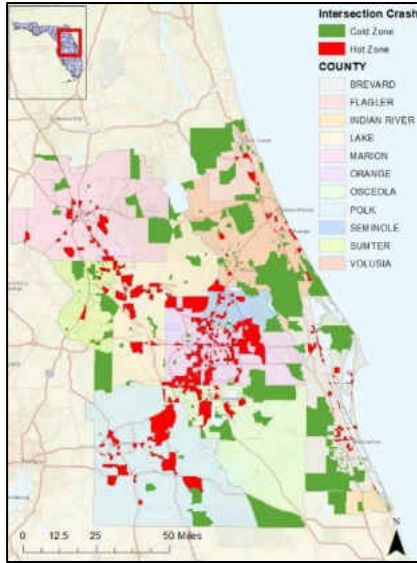 Intersection Crash
Cold Zone
Hot Zone
COUNTY
BREVARD
FLAGLER
INDIAN RIVER
LAKE
MARION
ORANGE
OSCEOLA
POLK
SEMINOLE
SUMTER
VOLUSIA
N
0 12.5 25 50 Miles